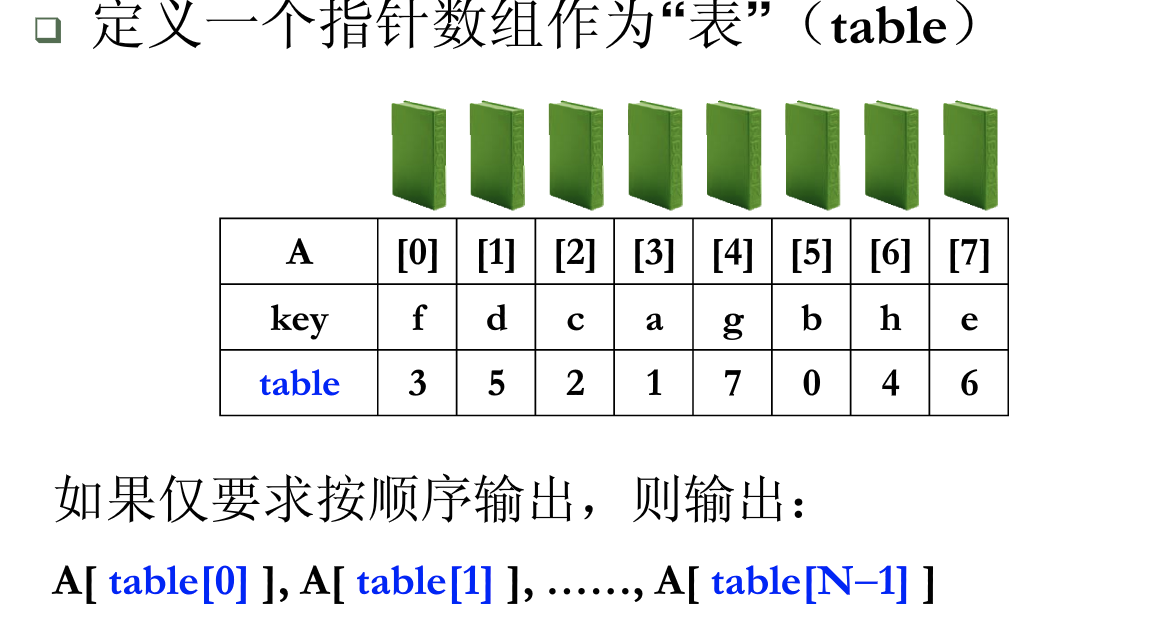 定义一个指针数组作为“表”（table）
A [0] [1] [2] [3] [4] [5] [6] [7]
key f d c a g b h e
table 3 5 2 1 7 0 4 6
如果仅要求按顺序输出，则输出：
A[ table[0] ], A[ table[1] ], ……, A[ table[N–1] ]